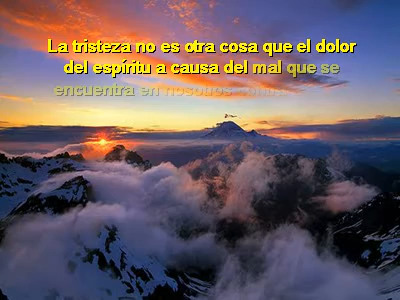 La tristeza no es otra cosa que el dolor
del espíritu a causa del mal que se
encuentra en nosotros